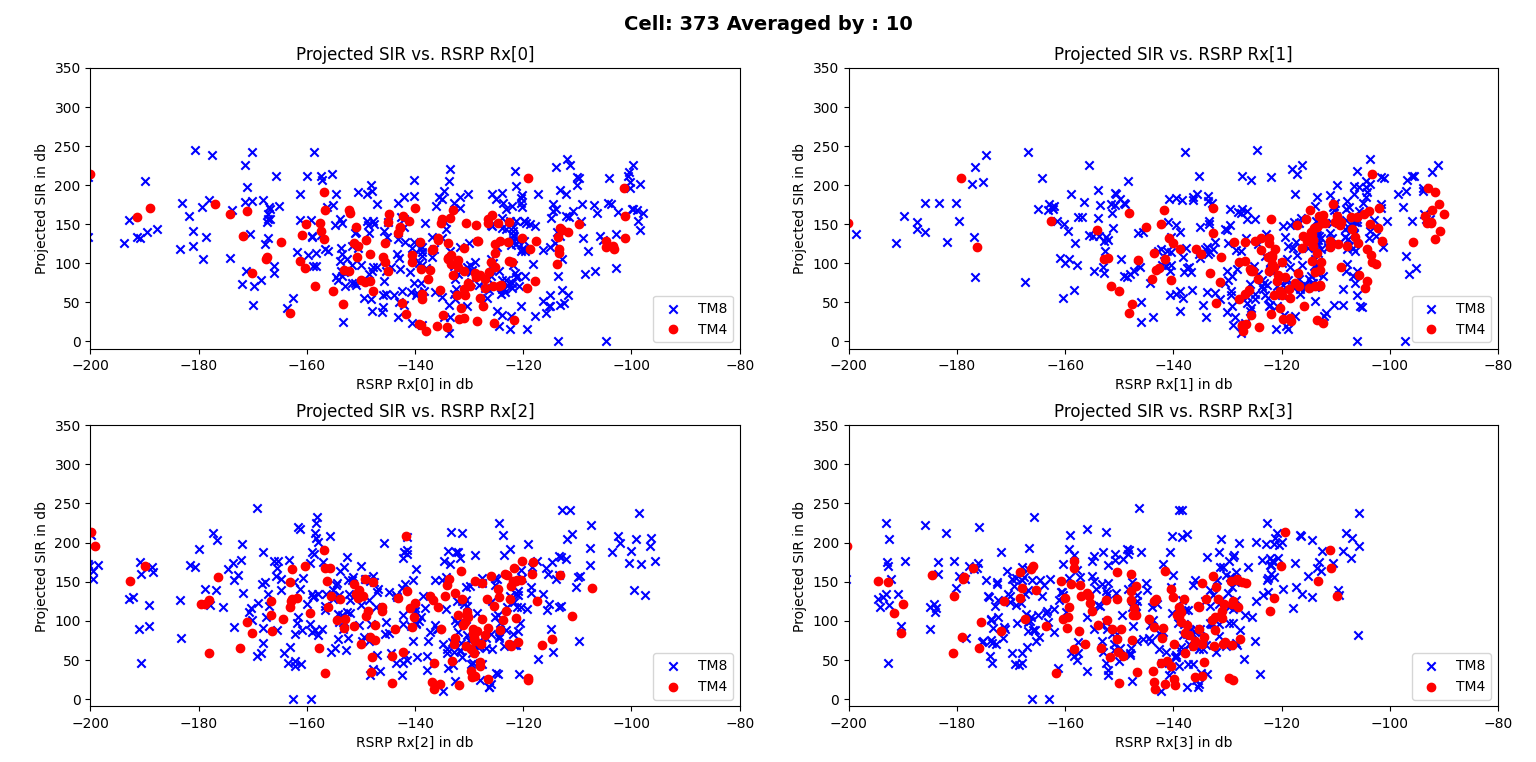 Cell: 373 Averaged by : 10
Projected SIR vs. RSRP Rx[0]
350
300
250
200
150
100
50
0
Projected SIR in db
TM8
TM4
−200
−180
−160
−140
−120
−100
−80
RSRP Rx[0] in db
Projected SIR vs. RSRP Rx[1]
350
300
250
200
150
100
50
0
Projected SIR in db
TM8
TM4
−200
−180
−160
−140
−120
−100
−80
RSRP Rx[1] in db
Projected SIR vs. RSRP Rx[2]
350
300
250
200
150
100
50
0
Projected SIR in db
TM8
TM4
−200
−180
−160
−140
−120
−100
−80
RSRP Rx[2] in db
Projected SIR vs. RSRP Rx[3]
350
300
250
200
150
100
50
0
Projected SIR in db
TM8
TM4
−200
−180
−160
−140
−120
−100
−80
RSRP Rx[3] in db